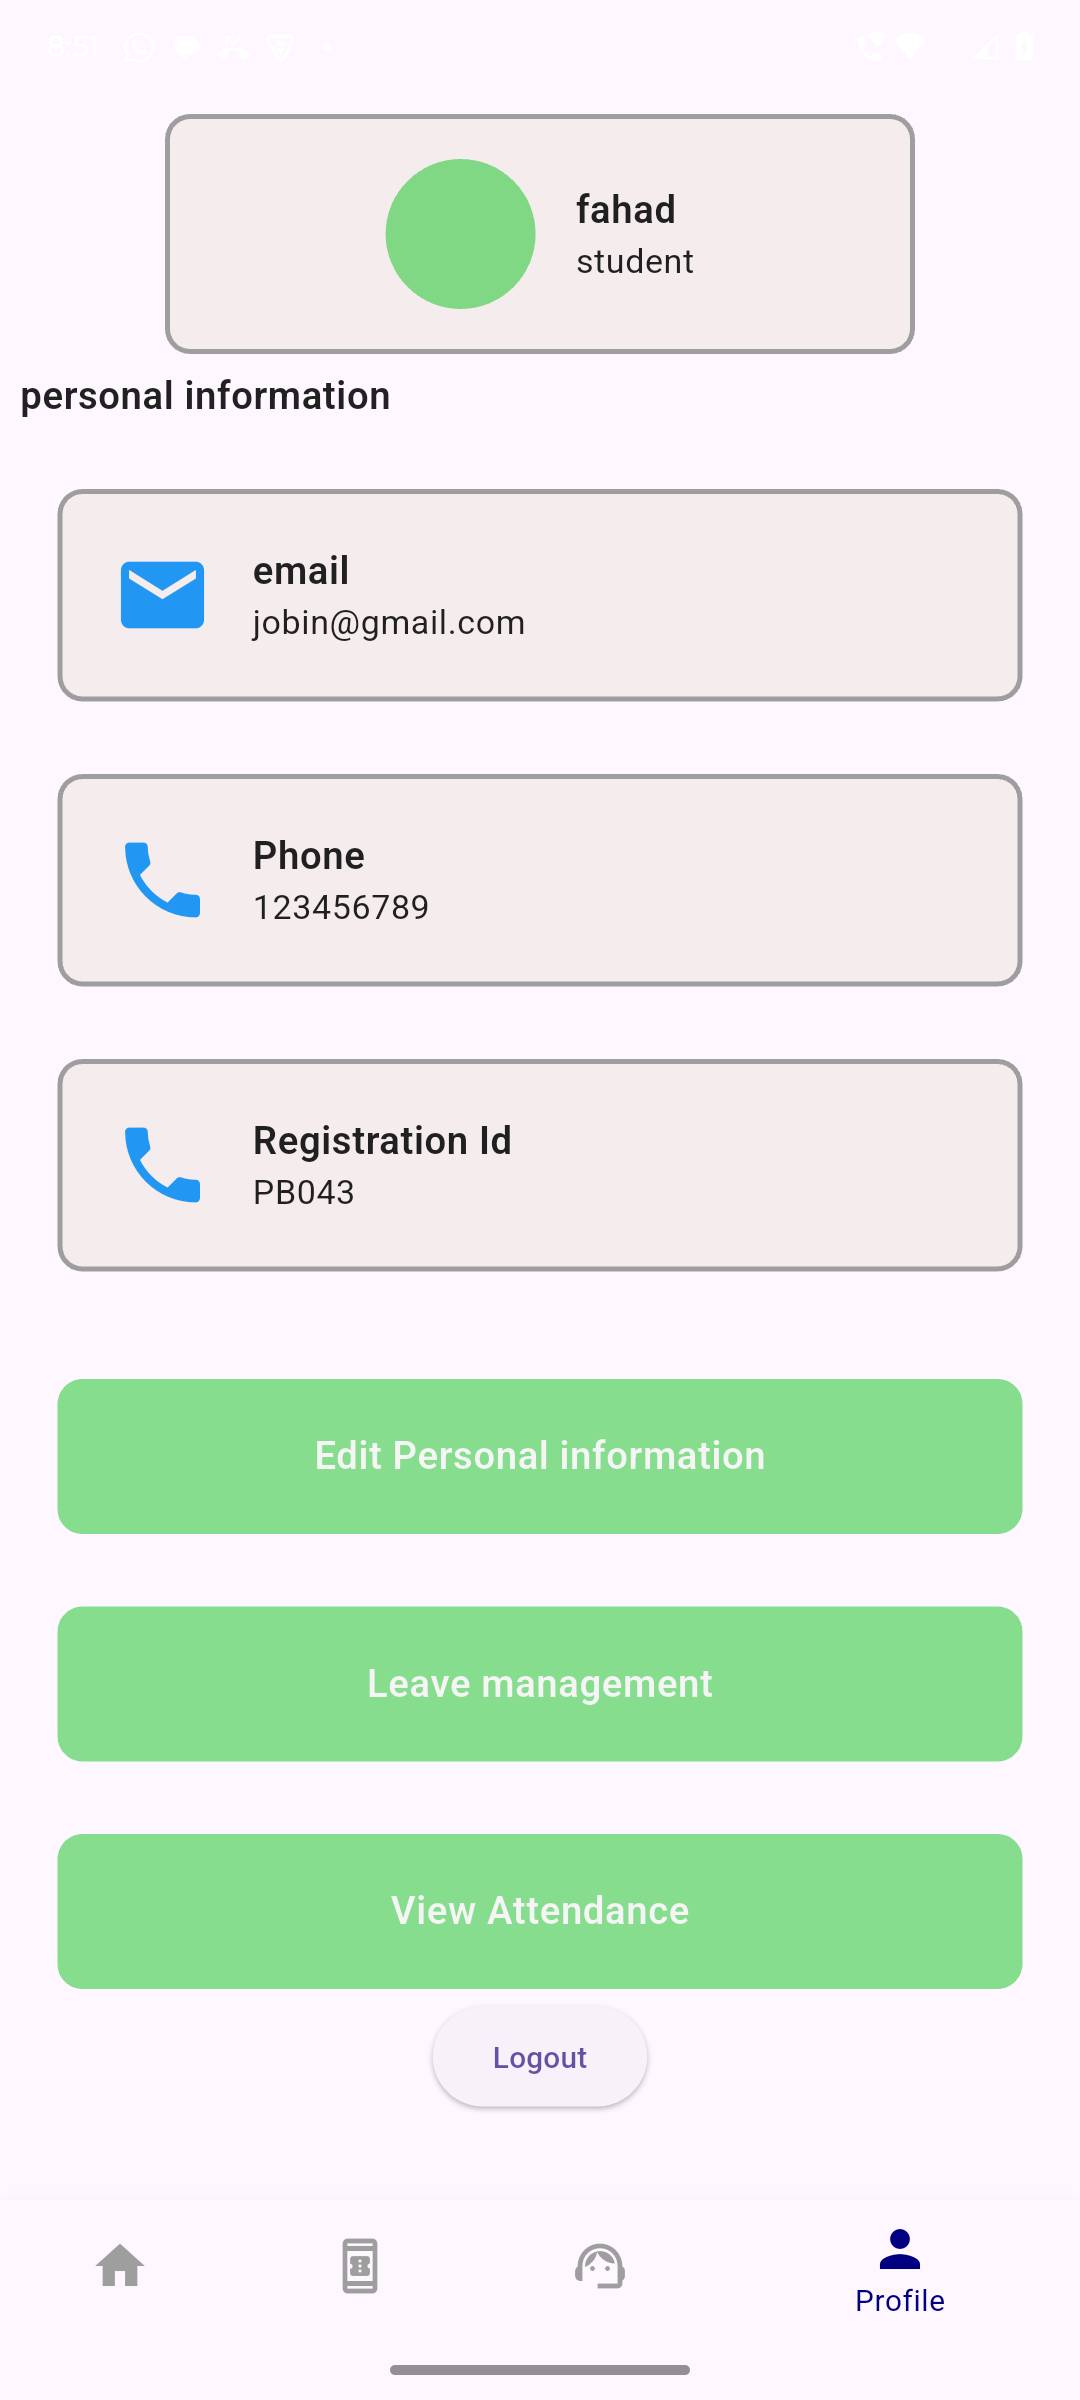 8:51
fahad
student
personal information
email
jobin@gmail.com
Phone
123456789
Registration Id
PB043
Edit Personal information
Leave management
View Attendance
Logout
Profile